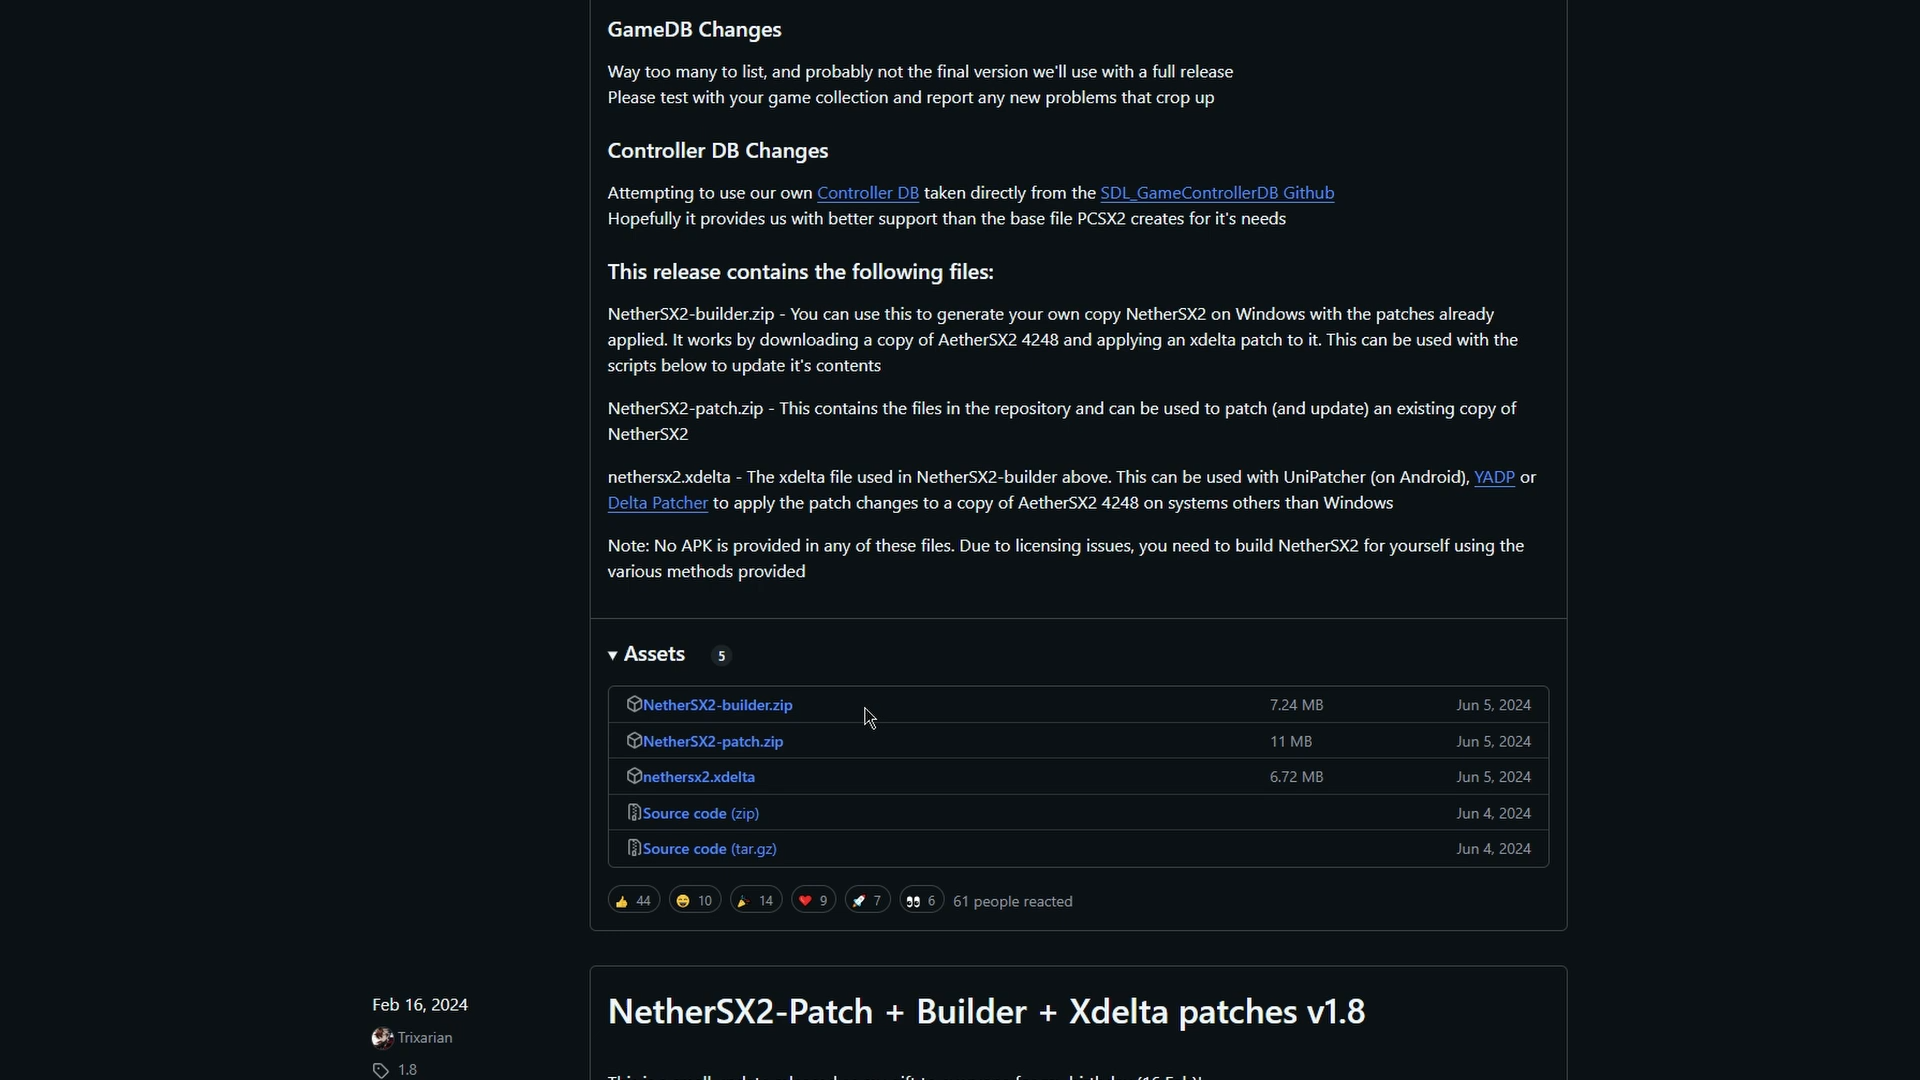 GameDB Changes
Way too many to list, and probably not the final version we'll use with a full release
Please test with your game collection and report any new problems that crop up
Controller DB Changes
Attempting to use our own Controller DB taken directly from the SDL_GameControllerDB Github
Hopefully it provides us with better support than the base file PCSX2 creates for it's needs
This release contains the following files:
NetherSX2-builder.zip - You can use this to generate your own copy NetherSX2 on Windows with the patches already
applied. It works by downloading a copy of AetherSX2 4248 and applying an xdelta patch to it. This can be used with the
scripts below to update it's contents
NetherSX2-patch.zip - This contains the files in the repository and can be used to patch (and update) an existing copy of
NetherSX2
nethersx2.xdelta - The xdelta file used in NetherSX2-builder above. This can be used with UniPatcher (on Android), YADP or
Delta Patcher to apply the patch changes to a copy of AetherSX2 4248 on systems others than Windows
Note: No APK is provided in any of these files. Due to licensing issues, you need to build NetherSX2 for yourself using the
various methods provided
Assets 5
NetherSX2-builder.zip 7.24 MB Jun 5, 2024
NetherSX2-patch.zip 11 MB Jun 5, 2024
nethersx2.xdelta 6.72 MB Jun 5, 2024
Source code (zip) Jun 4, 2024
Source code (tar.gz) Jun 4, 2024
44 10 14 9 7 6 61 people reacted
Feb 16, 2024
Trixarian
1.8
NetherSX2-Patch + Builder + Xdelta patches v1.8